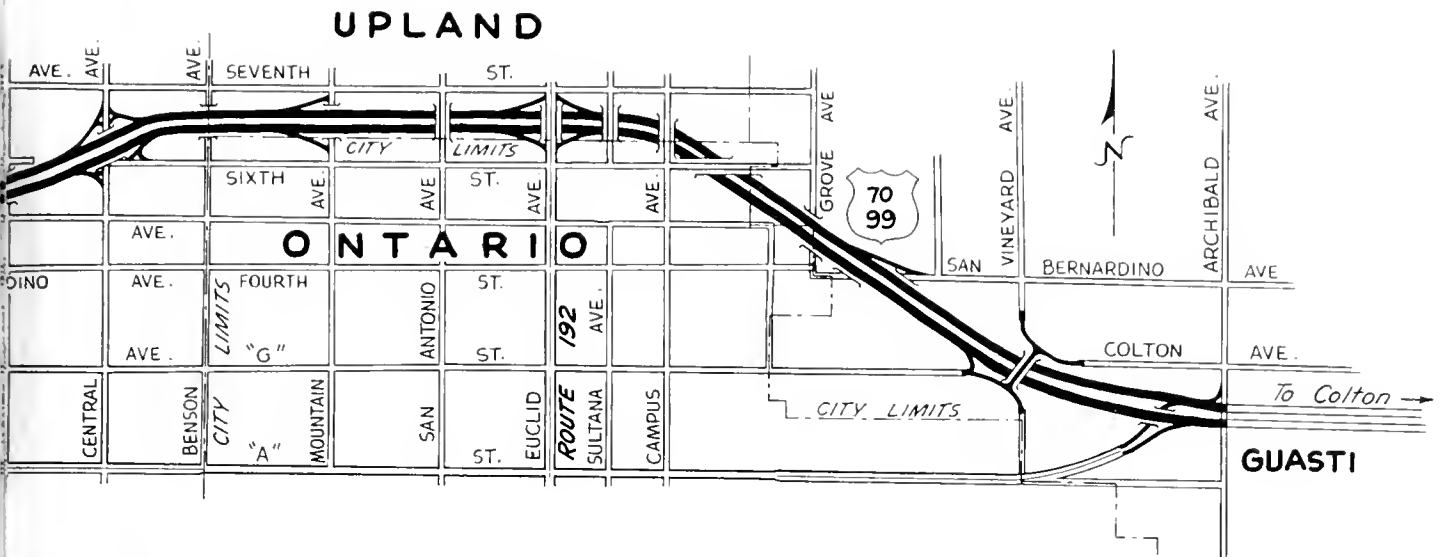 UPLAND
AVE.
AVE.
AVE.
SEVENTH
ST.
CITY LIMITS
SIXTH
ST.
AVE.
AVE
AVE.
AVE.
GROVE AVE
70
99
VINEYARD AVE.
N
ARCHIBALD AVE.
AVE.
ONTARIO
SAN BERNARDINO AVE
DINO
AVE.
FOURTH
ST.
AVE.
"G"
ST.
COLTON AVE.
CENTRAL
BENSON
CITY LIMITS
"A"
MOUNTAIN
SAN ANTONIO
ST.
EUCLID
ROUTE 192
SULTANA AVE.
CAMPUS
CITY LIMITS
To Colton
GUASTI